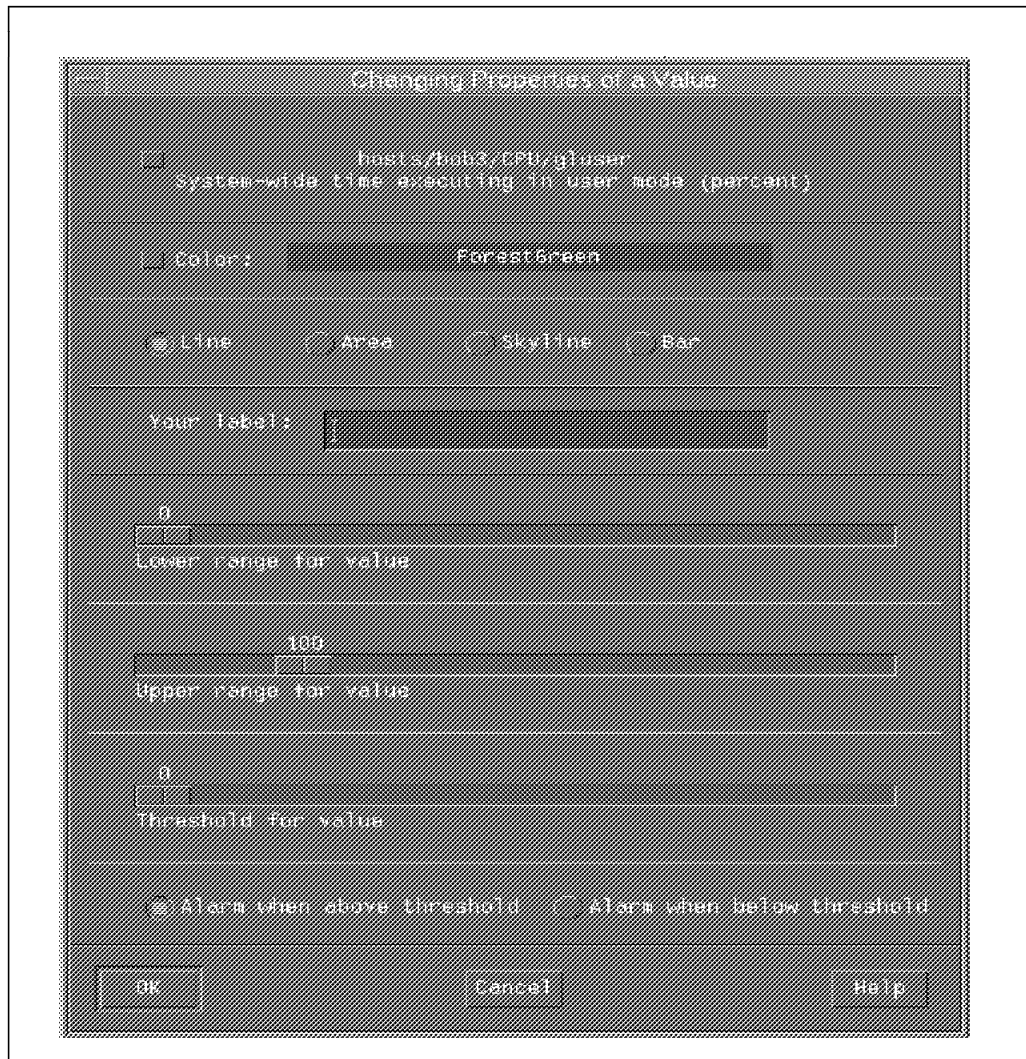 Changing Properties of a Value
hosts/bob3/CPU/gluser
System-wide time executing in user mode (percent)
Color: ForestGreen
Line Area Skyline Bar
Your label:
0
Lower range for value
100
Upper range for value
0
Threshold for value
Alarm when above threshold Alarm when below threshold
OK Cancel Help